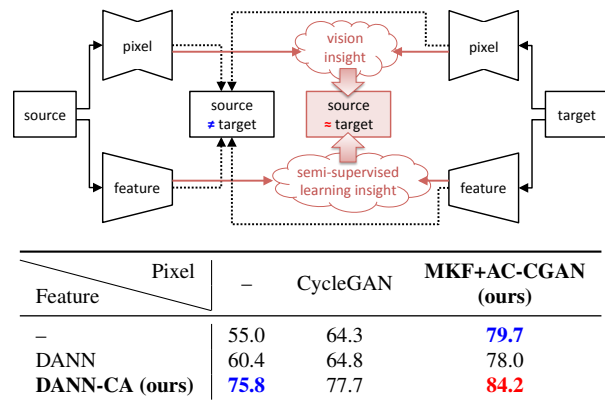 pixel
vision
insight
pixel
source
source
≠ target
source
≈ target
target
feature
semi-supervised
learning insight
feature
Pixel
Feature
– CycleGAN MKF+AC-CGAN
(ours)
– 55.0 64.3 79.7
DANN 60.4 64.8 78.0
DANN-CA (ours) 75.8 77.7 84.2